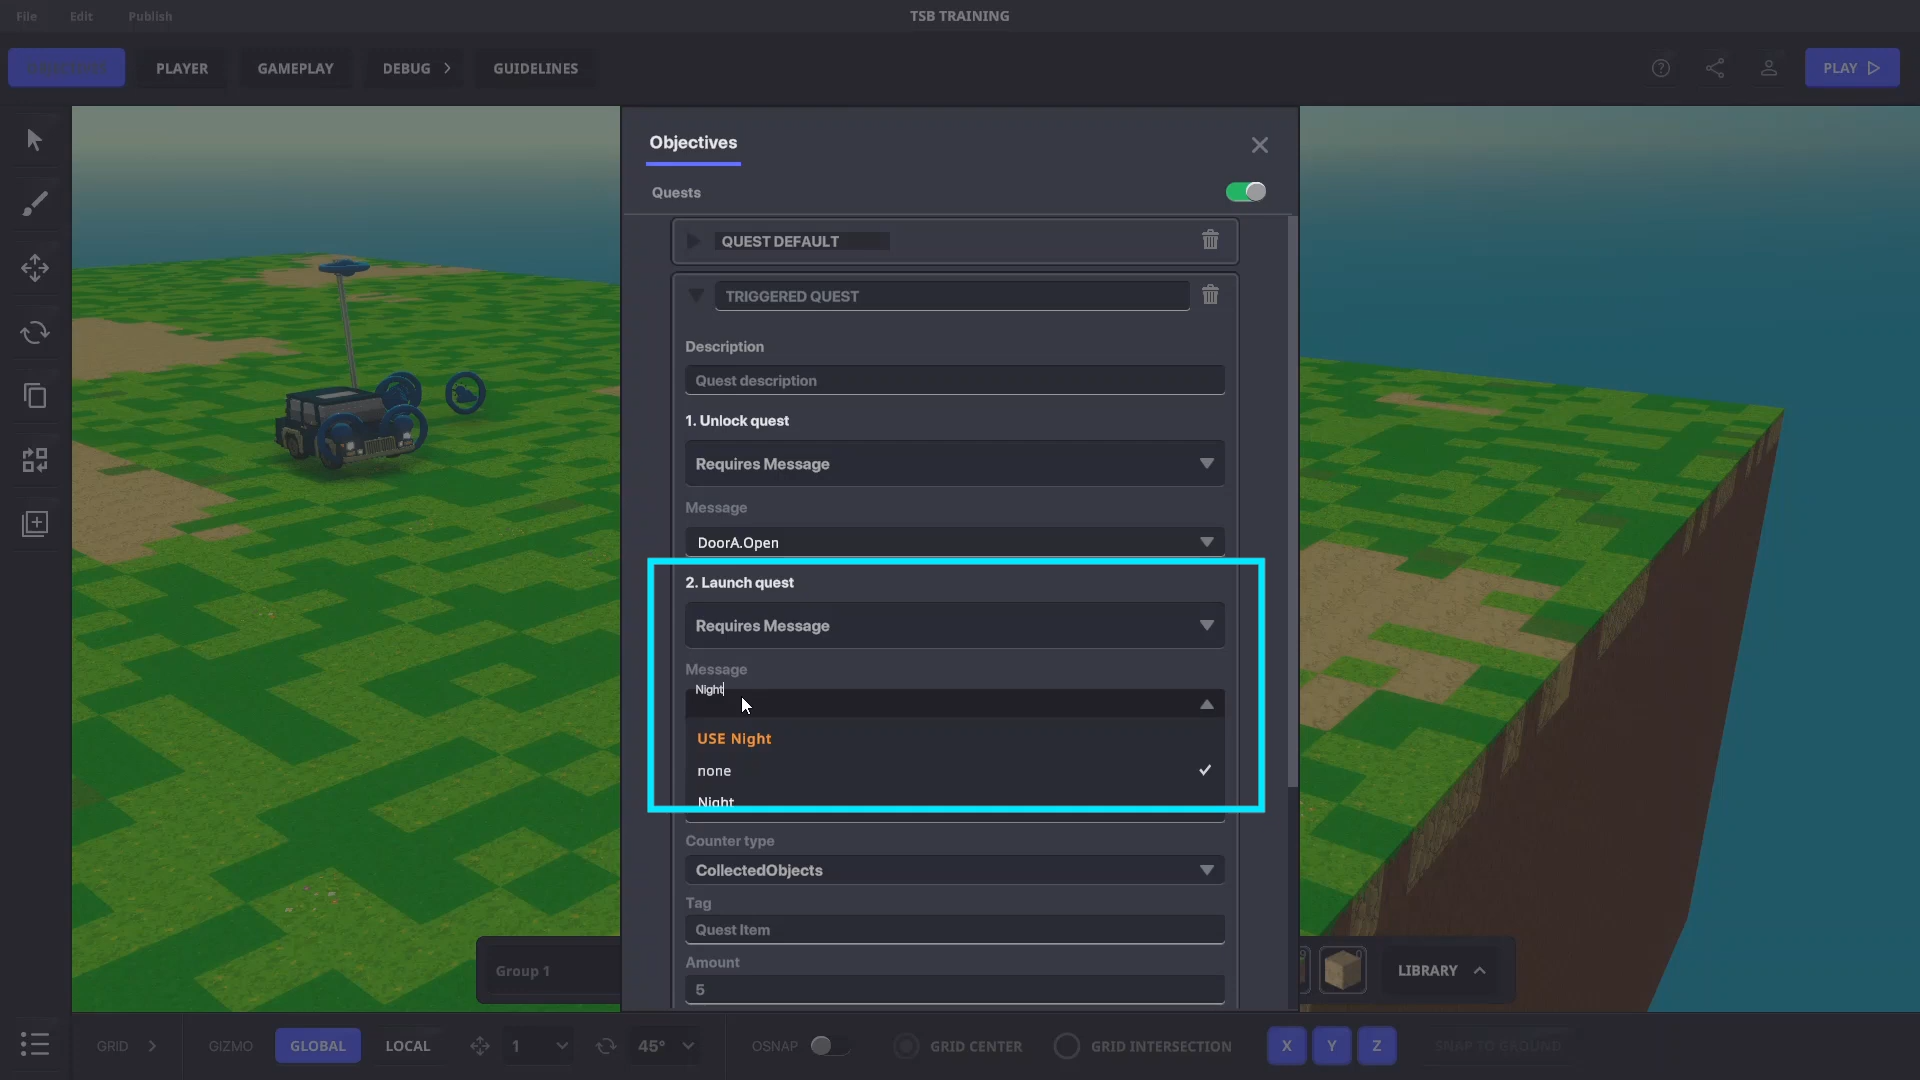 File Edit Publish
TSB TRAINING
PLAYER GAMEPLAY DEBUG GUIDELINES
PLAY
Objectives
Quests
QUEST DEFAULT
TRIGGERED QUEST
Description
Quest description
1. Unlock quest
Requires Message
Message
DoorA.Open
2. Launch quest
Requires Message
Message
Night
USE Night
none
Night
Counter type
CollectedObjects
Tag
Quest Item
Amount
5
Group 1
LIBRARY
GRID GIZMO GLOBAL LOCAL 1 45° OSNAP GRID CENTER GRID INTERSECTION X Y Z SNAP TO GROUND